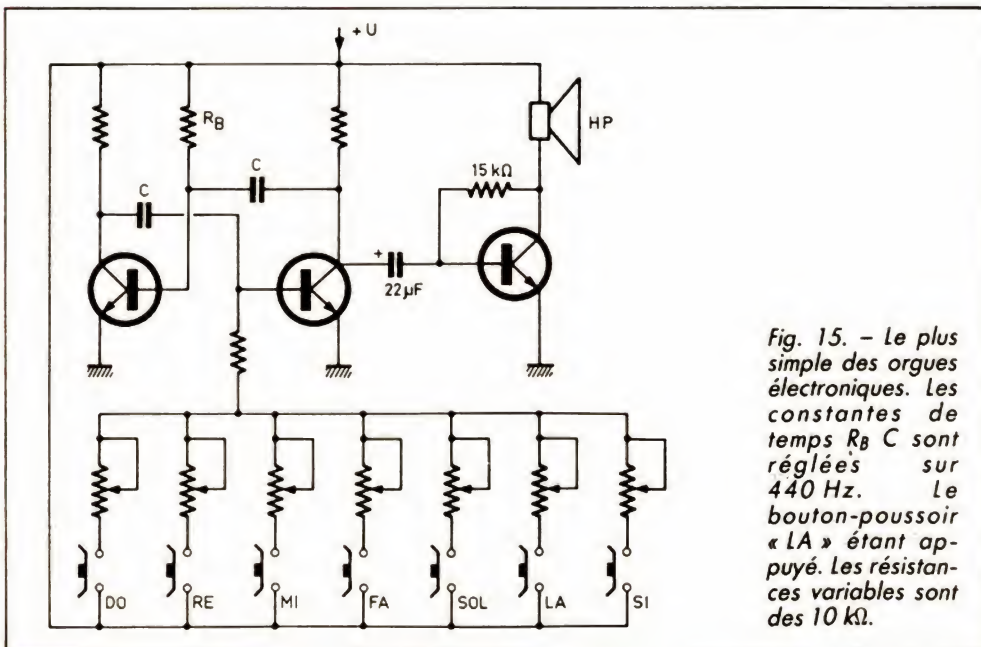 +U
R_B
HP
C
C
15 kΩ
+
22 µF
DO
RE
MI
FA
SOL
LA
SI
Fig. 15. – Le plus
simple des orgues
électroniques. Les
constantes de
temps R_B C sont
réglées sur
440 Hz. Le
bouton-poussoir
« LA » étant ap-
puyé. Les résistan-
ces variables sont
des 10 kΩ.